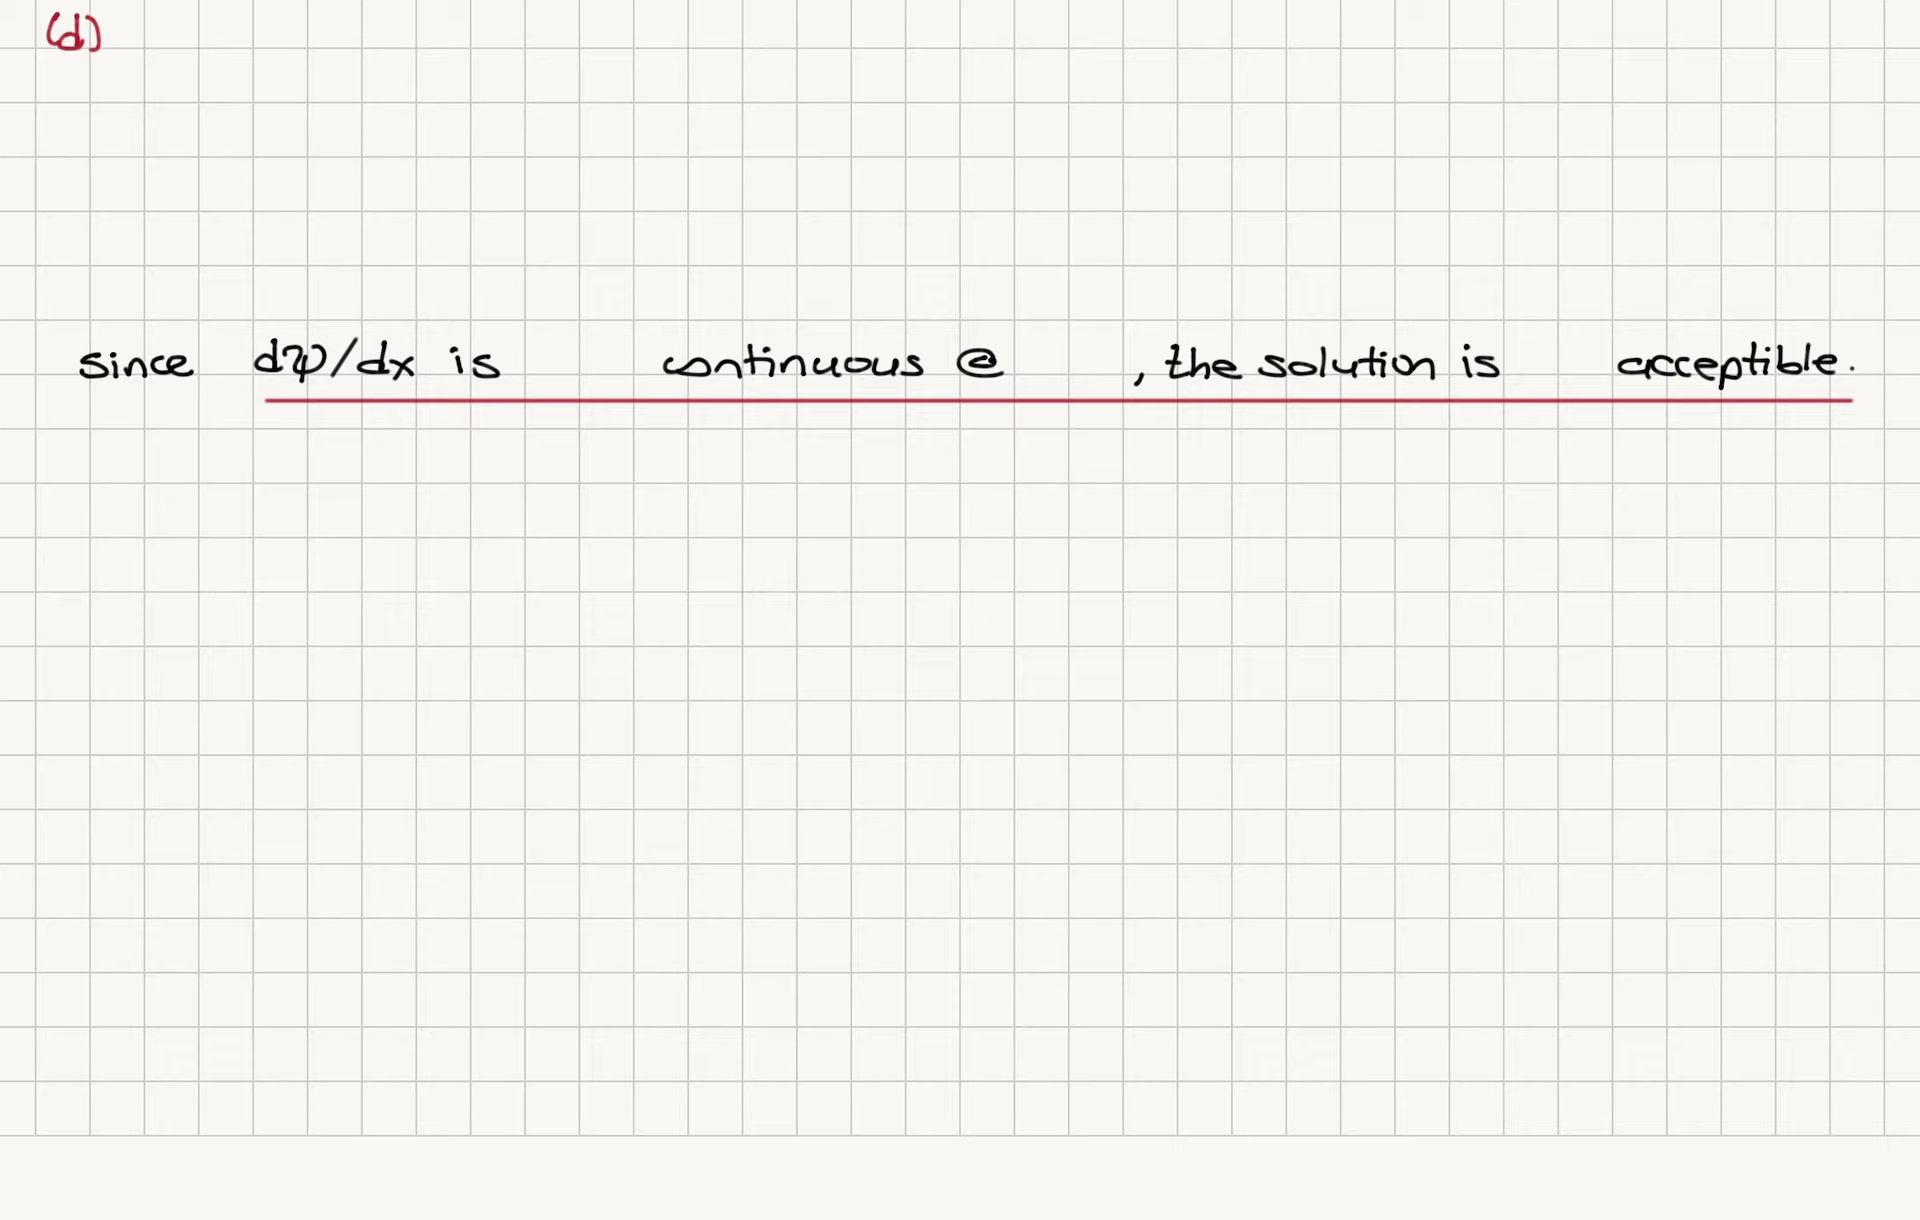 (d)
since dψ/dx is continuous @ , the solution is acceptible.